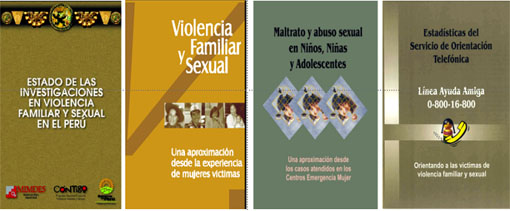 ESTADO DE LAS
INVESTIGACIONES
EN VIOLENCIA
FAMILIAR Y SEXUAL
EN EL PERÚ
MIMDES
CONTIGO
Violencia
Familiar y
Sexual
Una aproximación
desde la experiencia
de mujeres víctimas
Maltrato y abuso sexual
en Niños, Niñas
y Adolescentes
Una aproximación desde
los casos atendidos en los
Centros Emergencia Mujer
Estadísticas del
Servicio de Orientación
Telefónica
Línea Ayuda Amiga
0-800-16-800
Orientando a las víctimas de
violencia familiar y sexual